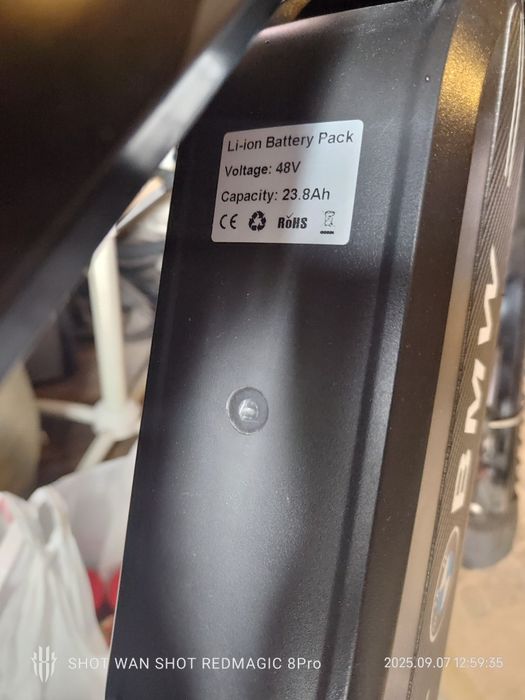 Li-ion Battery Pack
Voltage: 48V
Capacity: 23.8Ah
CE RoHS
BMW
SHOT WAN SHOT REDMAGIC 8Pro
2025.09.07 12:59:35